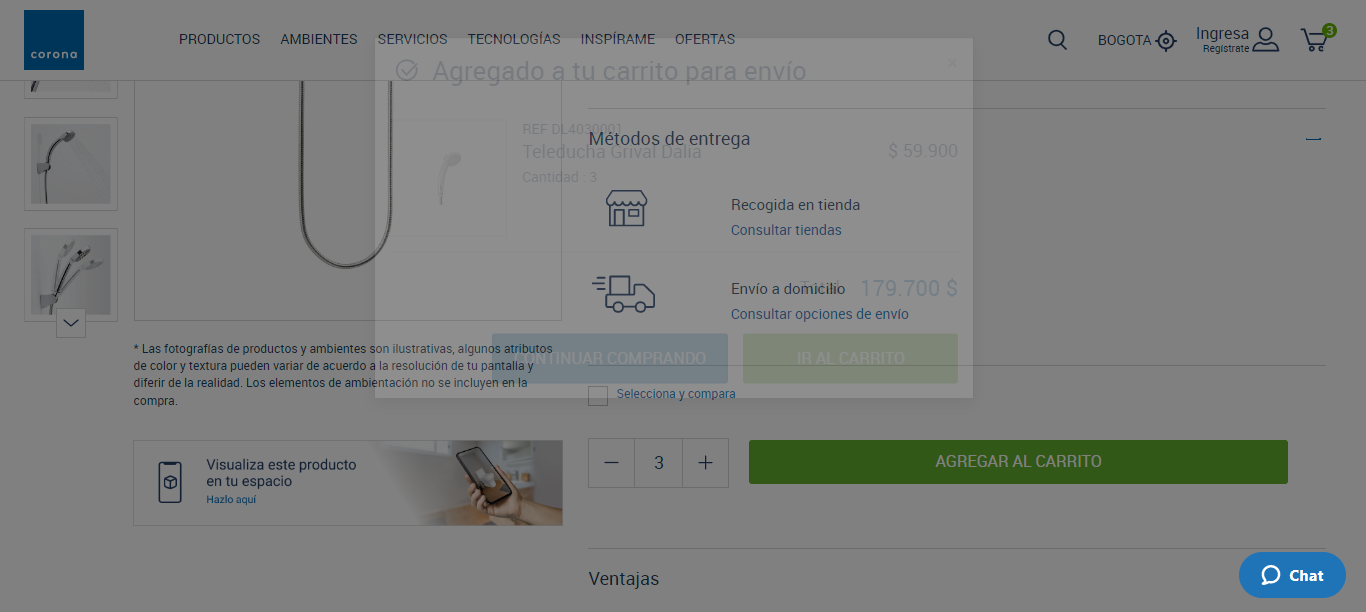 corona
PRODUCTOS
AMBIENTES
SERVICIOS
TECNOLOGÍAS
INSPÍRAME
OFERTAS
BOGOTA
Ingresa
Regístrate
3
Agregado a tu carrito para envío
×
REF DL4030001
Teleducha Grival Dalia
$ 59.900
Cantidad : 3
Métodos de entrega
Recogida en tienda
Consultar tiendas
Envío a domicilio
179.700 $
Consultar opciones de envío
CONTINUAR COMPRANDO
IR AL CARRITO
* Las fotografías de productos y ambientes son ilustrativas, algunos atributos
de color y textura pueden variar de acuerdo a la resolución de tu pantalla y
diferir de la realidad. Los elementos de ambientación no se incluyen en la
compra.
Selecciona y compara
3
AGREGAR AL CARRITO
Visualiza este producto
en tu espacio
Hazlo aquí
Ventajas
Chat